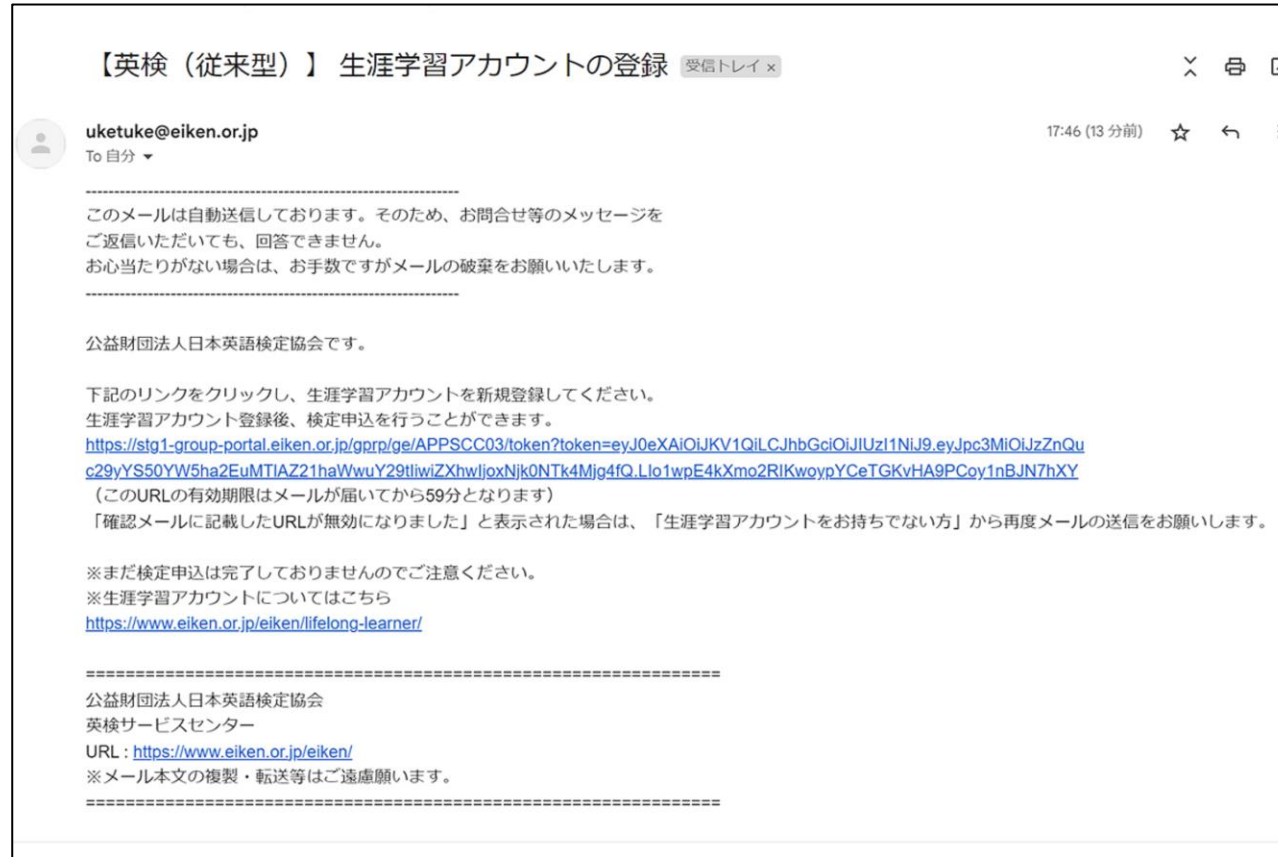 【英検（従来型）】 生涯学習アカウントの登録 受信トレイ ×
uketuke@eiken.or.jp
17:46 (13 分前)
To 自分
-----------------------------------------------------------------
このメールは自動送信しております。そのため、お問合せ等のメッセージを
ご返信いただいても、回答できません。
お心当たりがない場合は、お手数ですがメールの破棄をお願いいたします。
-----------------------------------------------------------------
公益財団法人日本英語検定協会です。
下記のリンクをクリックし、生涯学習アカウントを新規登録してください。
生涯学習アカウント登録後、検定申込を行うことができます。
https://stg1-group-portal.eiken.or.jp/gprp/ge/APPSCC03/token?token=eyJ0eXAiOiJKV1QiLCJhbGciOiJIUzI1NiJ9.eyJpc3MiOiJzZnQu
c29yYS50YW5ha2EuMTlAZ21haWwuY29tIiwiZXhwIjoxNjk0NTk4Mjg4fQ.LIo1wpE4kXmo2RIKwoypYCeTGKvHA9PCoy1nBJN7hXY
（このURLの有効期限はメールが届いてから59分となります）
「確認メールに記載したURLが無効になりました」と表示された場合は、「生涯学習アカウントをお持ちでない方」から再度メールの送信をお願いします。
※まだ検定申込は完了しておりませんのでご注意ください。
※生涯学習アカウントについてはこちら
https://www.eiken.or.jp/eiken/lifelong-learner/
=================================================================
公益財団法人日本英語検定協会
英検サービスセンター
URL : https://www.eiken.or.jp/eiken/
※メール本文の複製・転送等はご遠慮願います。
=================================================================